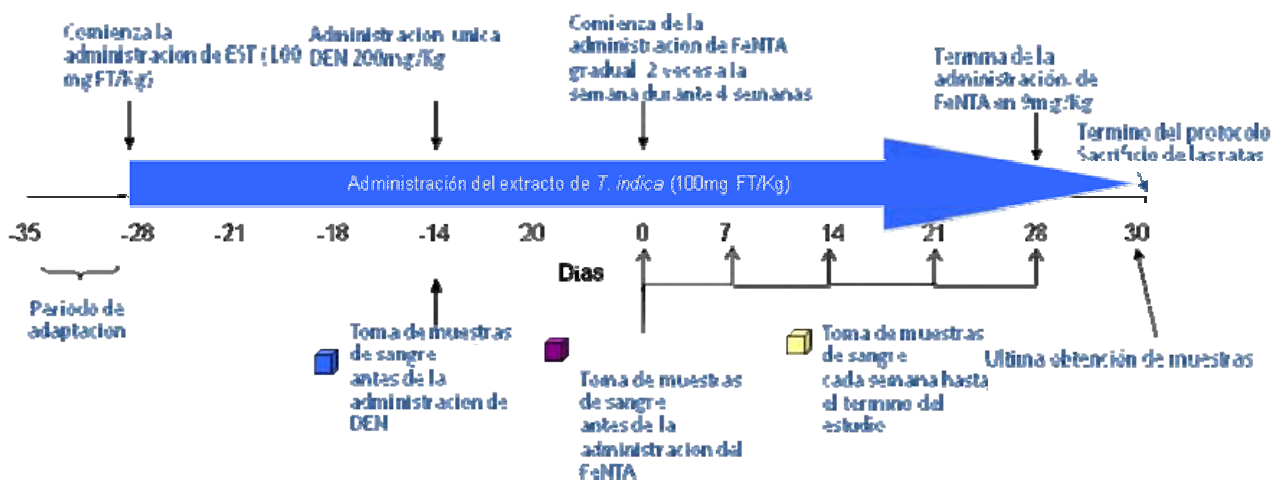 Comienza la
administracion de EST (100
mg FT/Kg)
Administracion unica
DEN 200mg/Kg
Comienza de la
administracion de FeNTA
gradual 2 veces a la
semana durante 4 semanas
Termina de la
administración de
FeNTA en 9mg/Kg
Termino del protocolo
Sacrificio de las ratas
Administración del extracto de T. indica (100mg FT/Kg)
-35 -28 -21 -18 -14 20 0 7 14 21 28 30
Dias
Periodo de
adaptacion
Toma de muestras
de sangre
antes de la
administracion de
DEN
Toma de muestras
de sangre
antes de la
administracion del
FeNTA
Toma de muestras
de sangre
cada semana hasta
el termino del
estudio
Ultima obtención de muestras